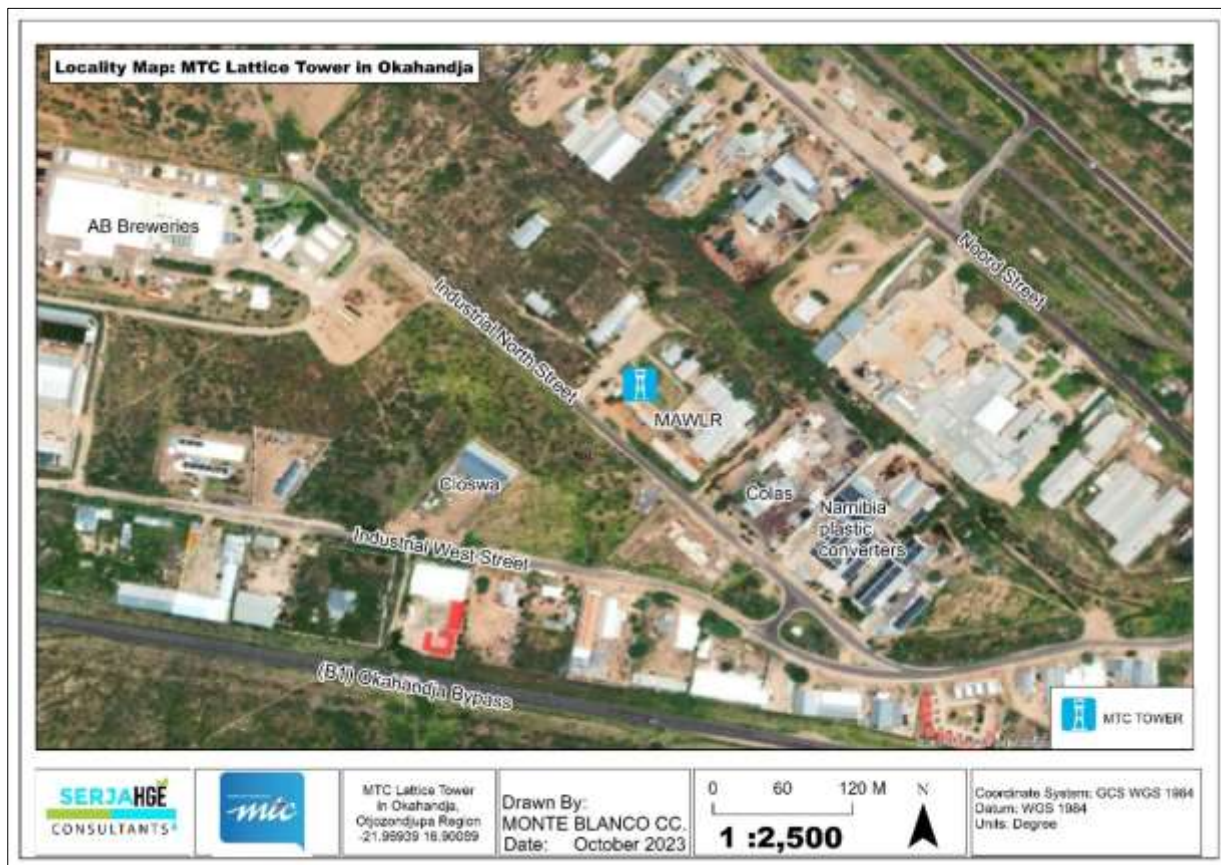 Locality Map: MTC Lattice Tower in Okahandja
AB Breweries
Industrial North Street
Noord Street
MAWLR
Closwa
Colas
Namibia
plastic
converters
Industrial West Street
(B1) Okahandja Bypass
MTC TOWER
SERJAHGE
CONSULTANTS
mtc
MTC Lattice Tower
in Okahandja,
Otjozondjupa Region
-21.96939 16.90089
Drawn By:
MONTE BLANCO CC.
Date: October 2023
0 60 120 M
1 :2,500
N
Coordinate System: GCS WGS 1984
Datum: WGS 1984
Units: Degree